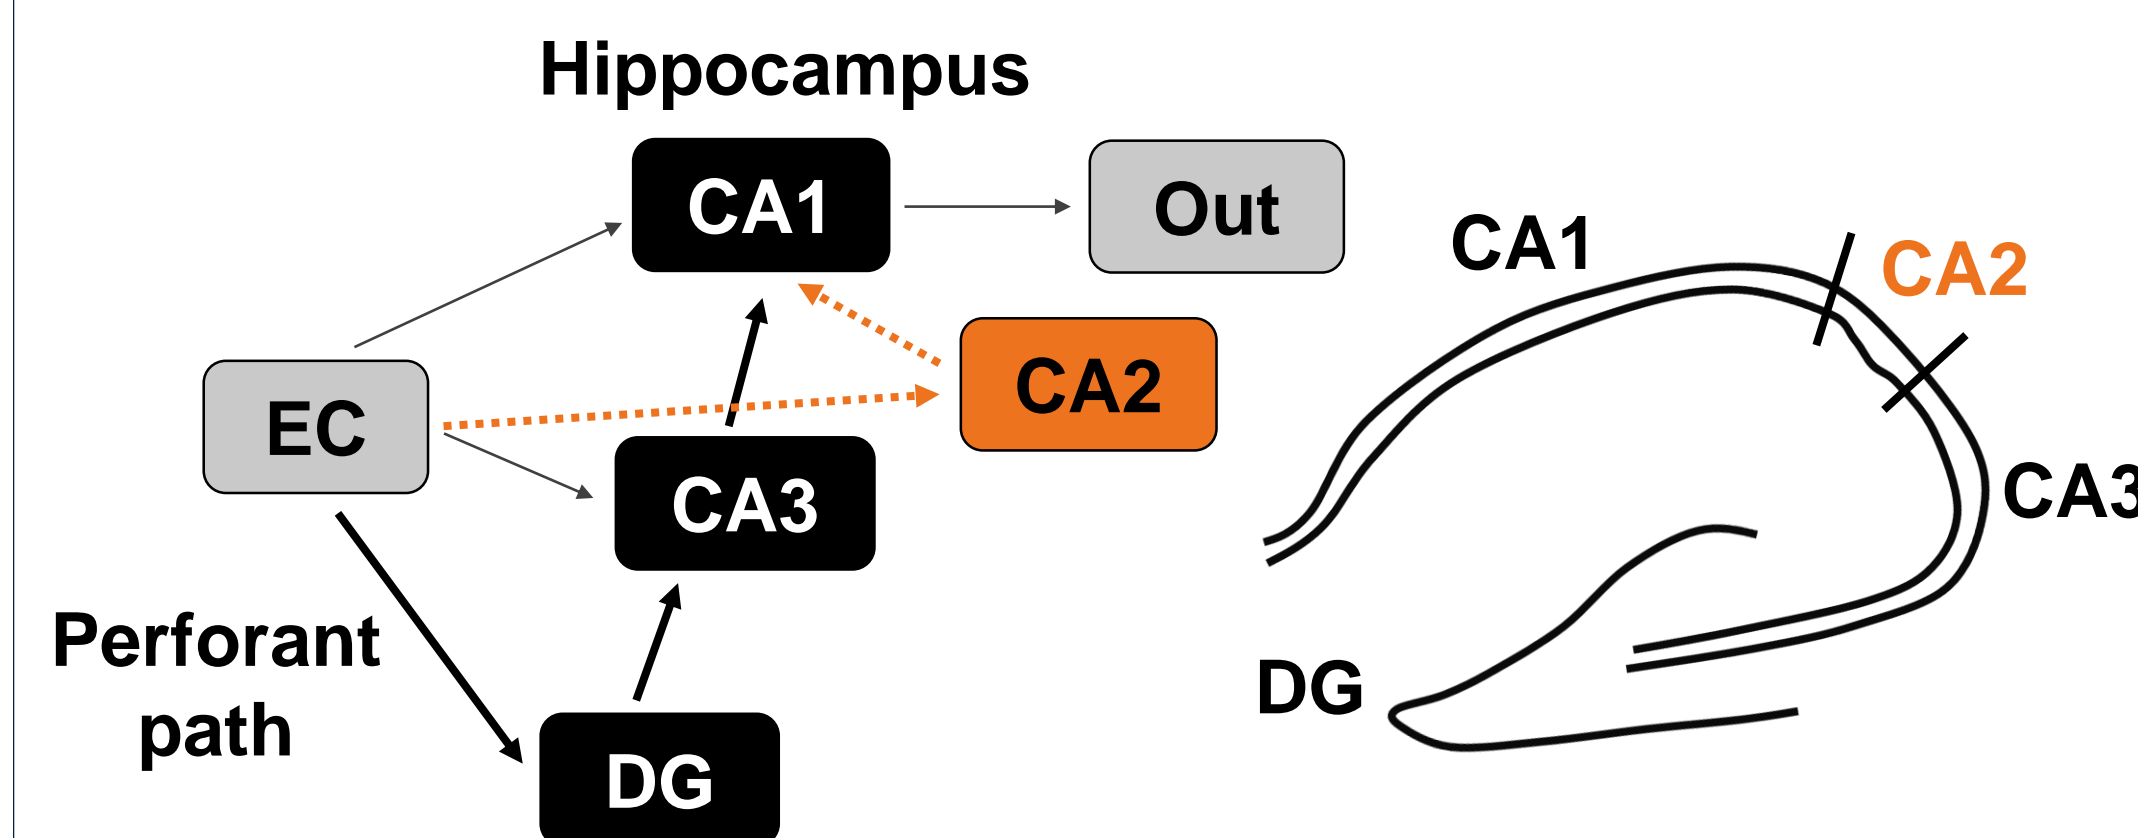 Hippocampus
CA1
Out
CA1
CA2
EC
CA2
CA3
CA3
Perforant
path
DG
DG